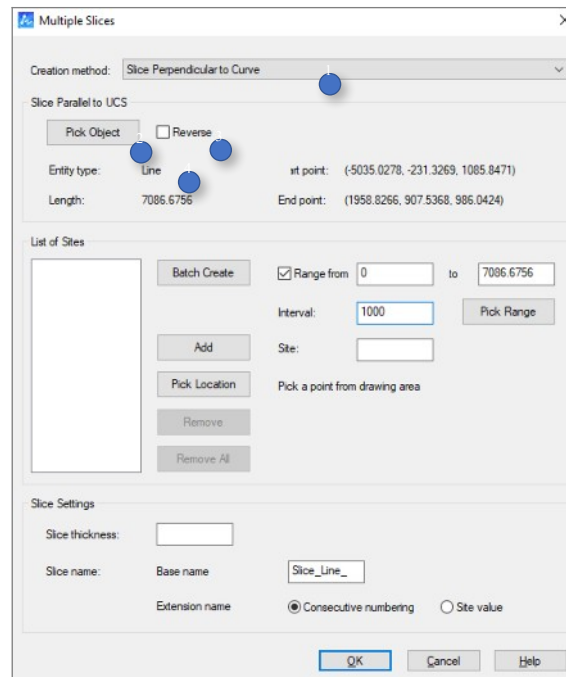 Multiple Slices
Creation method: Slice Perpendicular to Curve
Slice Parallel to UCS
Pick Object Reverse
Entity type: Line rt point: (-5035.0278, -231.3269, 1085.8471)
Length: 7086.6756 End point: (1958.8266, 907.5368, 986.0424)
List of Sites
Batch Create Range from 0 to 7086.6756
Interval: 1000 Pick Range
Add Site:
Pick Location Pick a point from drawing area
Remove
Remove All
Slice Settings
Slice thickness:
Slice name: Base name Slice_Line_
Extension name Consecutive numbering Site value
OK Cancel Help